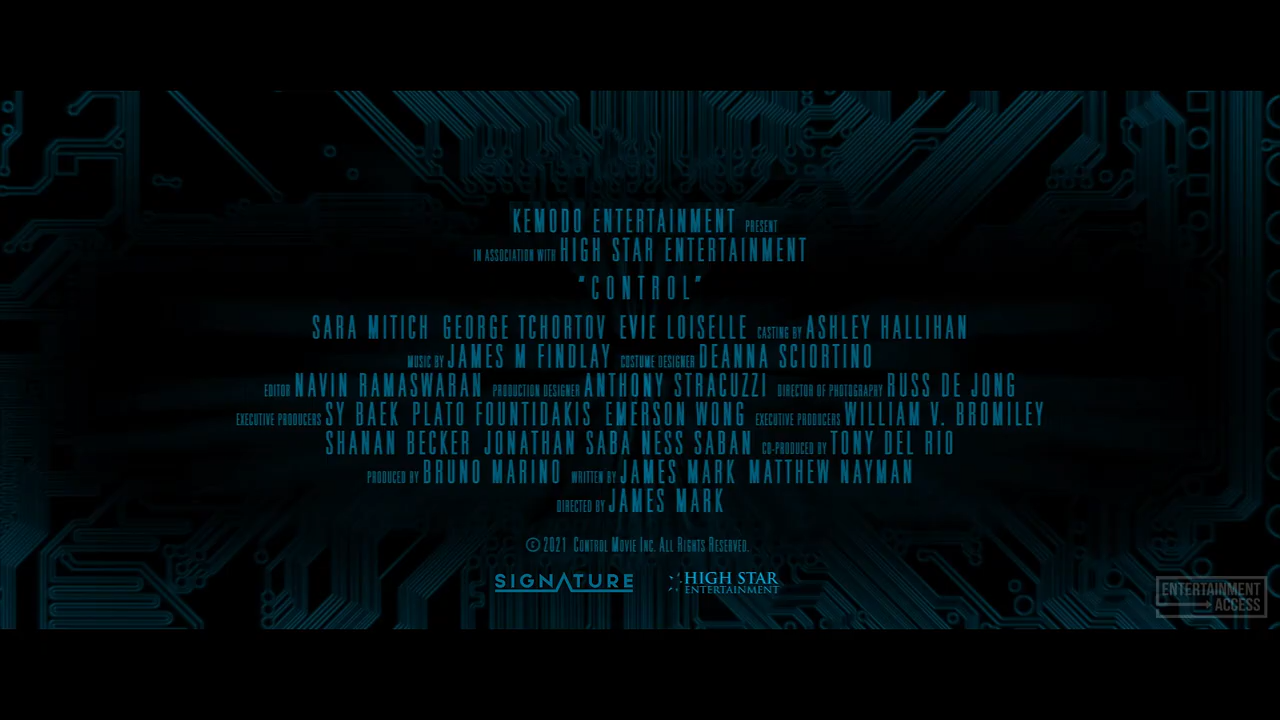 KEMODO ENTERTAINMENT PRESENT
IN ASSOCIATION WITH HIGH STAR ENTERTAINMENT
"CONTROL"
SARA MITICH GEORGE TCHORTOV EVIE LOISELLE CASTING BY ASHLEY HALLIHAN
MUSIC BY JAMES M FINDLAY COSTUME DESIGNER DEANNA SCIORTINO
EDITOR NAVIN RAMASWARAN PRODUCTION DESIGNER ANTHONY STRACUZZI DIRECTOR OF PHOTOGRAPHY RUSS DE JONG
EXECUTIVE PRODUCERS SY BAEK PLATO FOUNTIDAKIS EMERSON WONG EXECUTIVE PRODUCERS WILLIAM V. BROMILEY
SHANAN BECKER JONATHAN SABA NESS SABAN CO-PRODUCED BY TONY DEL RIO
PRODUCED BY BRUNO MARINO WRITTEN BY JAMES MARK MATTHEW NAYMAN
DIRECTED BY JAMES MARK
© 2021 CONTROL MOVIE INC. ALL RIGHTS RESERVED.
SIGNATURE HIGH STAR
ENTERTAINMENT
ENTERTAINMENT
ACCESS